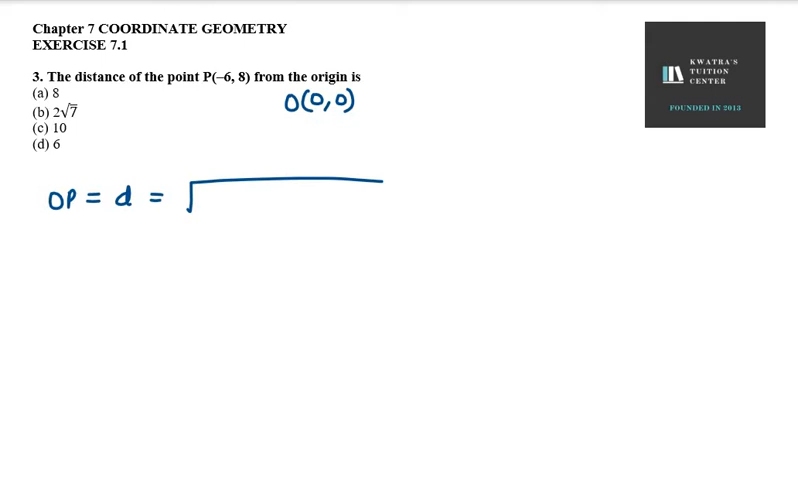 Chapter 7 COORDINATE GEOMETRY
EXERCISE 7.1
3. The distance of the point P(–6, 8) from the origin is
(a) 8
(b) 2√7
(c) 10
(d) 6
O(0,0)
OP = d = √
KWATRA'S
TUITION
CENTER
FOUNDED IN 2013